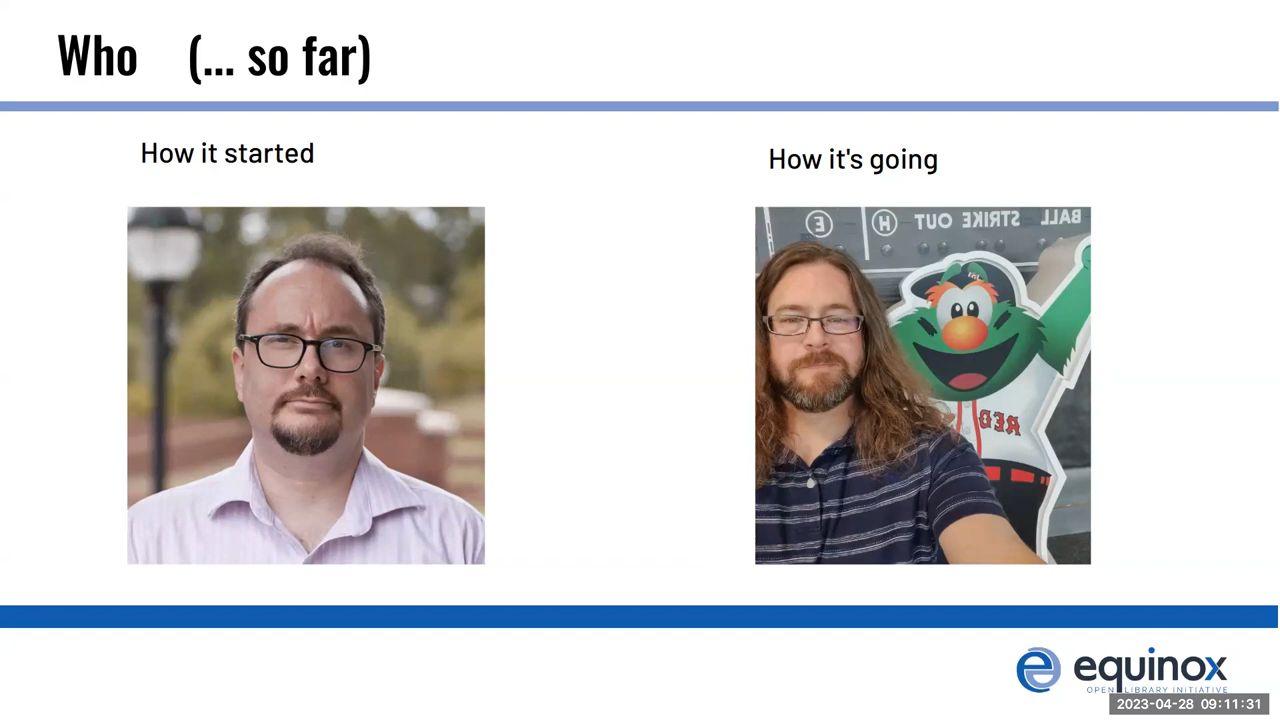 Who (... so far)
How it started
How it's going
BALL STRIKE OUT H E
RED
equinox
OPEN LIBRARY INITIATIVE
2023-04-28 09:11:31